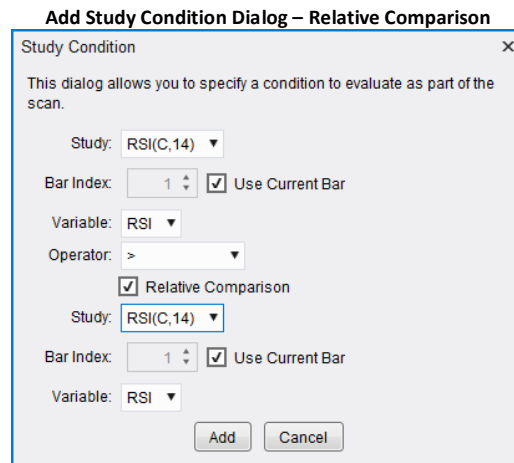 Add Study Condition Dialog – Relative Comparison
Study Condition
This dialog allows you to specify a condition to evaluate as part of the
scan.
Study: RSI(C,14)
Bar Index: 1 Use Current Bar
Variable: RSI
Operator: >
Relative Comparison
Study: RSI(C,14)
Bar Index: 1 Use Current Bar
Variable: RSI
Add Cancel